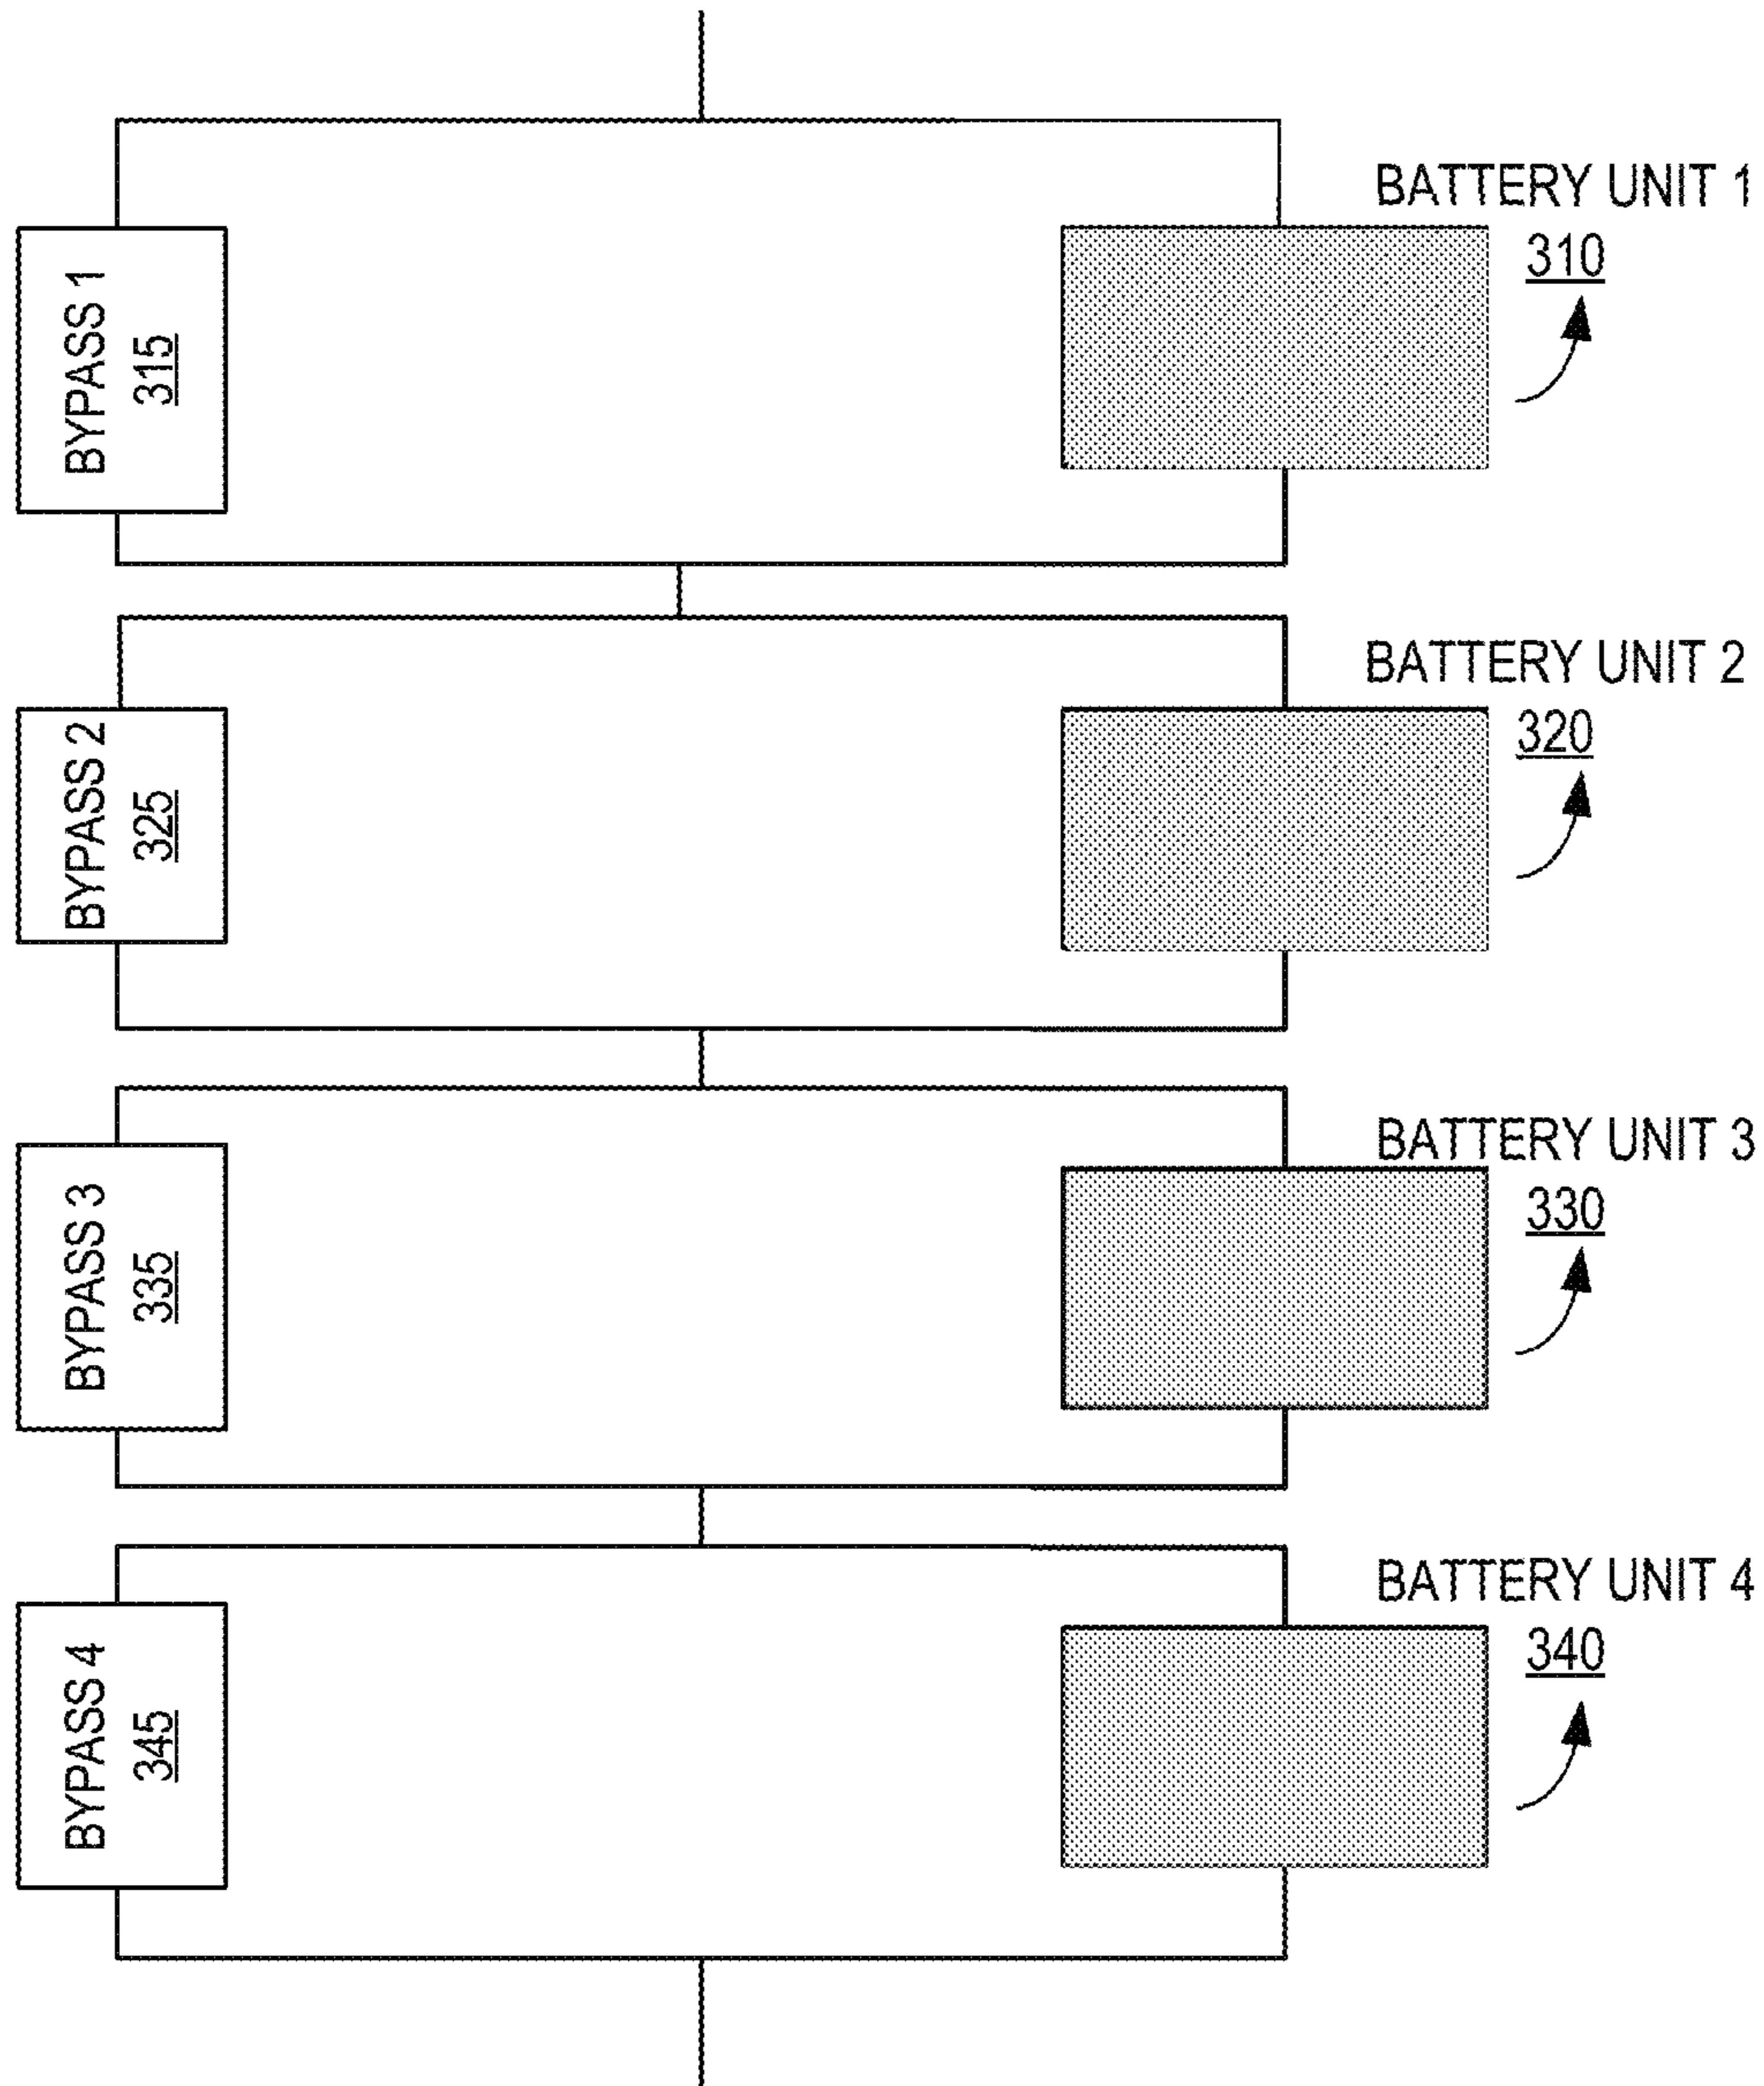 BATTERY UNIT 1
310
BYPASS 1
315
BATTERY UNIT 2
320
BYPASS 2
325
BATTERY UNIT 3
330
BYPASS 3
335
BATTERY UNIT 4
340
BYPASS 4
345